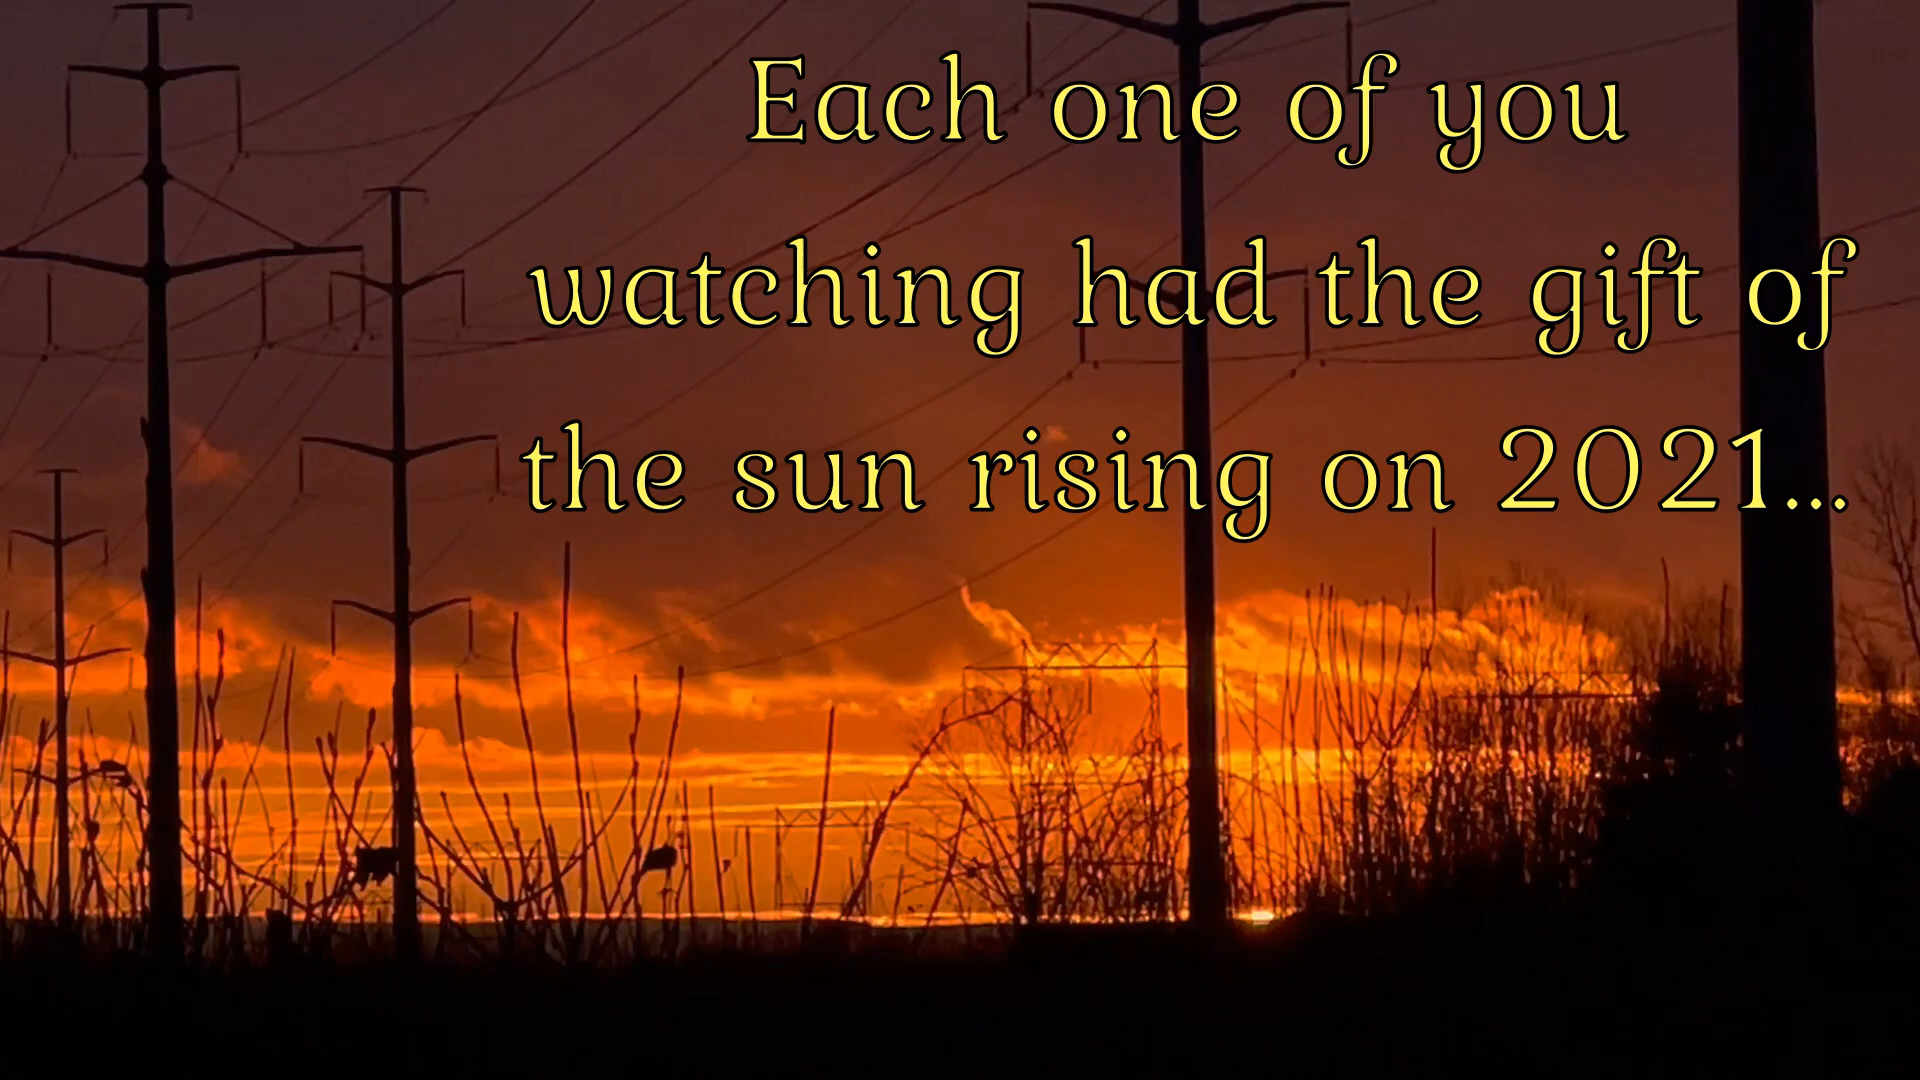 Each one of you
watching had the gift of
the sun rising on 2021...